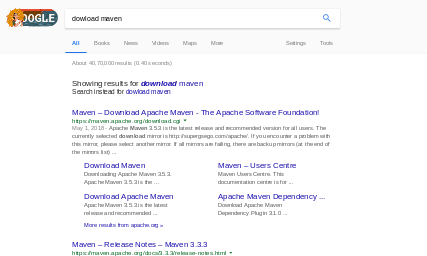 OOGLE
dowload maven
All Books News Videos Maps More Settings Tools
About 40,70,000 results (0.40 seconds)
Showing results for download maven
Search instead for dowload maven
Maven – Download Apache Maven - The Apache Software Foundation!
https://maven.apache.org/download.cgi
May 1, 2018 - Apache Maven 3.5.3 is the latest release and recommended version for all users. The
currently selected download mirror is http://supergsego.com/apache/. If you encounter a problem with
this mirror, please select another mirror. If all mirrors are failing, there are backup mirrors (at the end of
the mirrors list) ...
Download Maven
Downloading Apache Maven 3.5.3.
Apache Maven 3.5.3 is the ...
Maven – Users Centre
Maven Users Centre. This
documentation centre is for ...
Download Apache Maven
Apache Maven 3.5.3 is the latest
release and recommended ...
Apache Maven Dependency ...
Download Apache Maven
Dependency Plugin 3.1.0 ...
More results from apache.org »
Maven – Release Notes – Maven 3.3.3
https://maven.apache.org/docs/3.3.3/release-notes.html